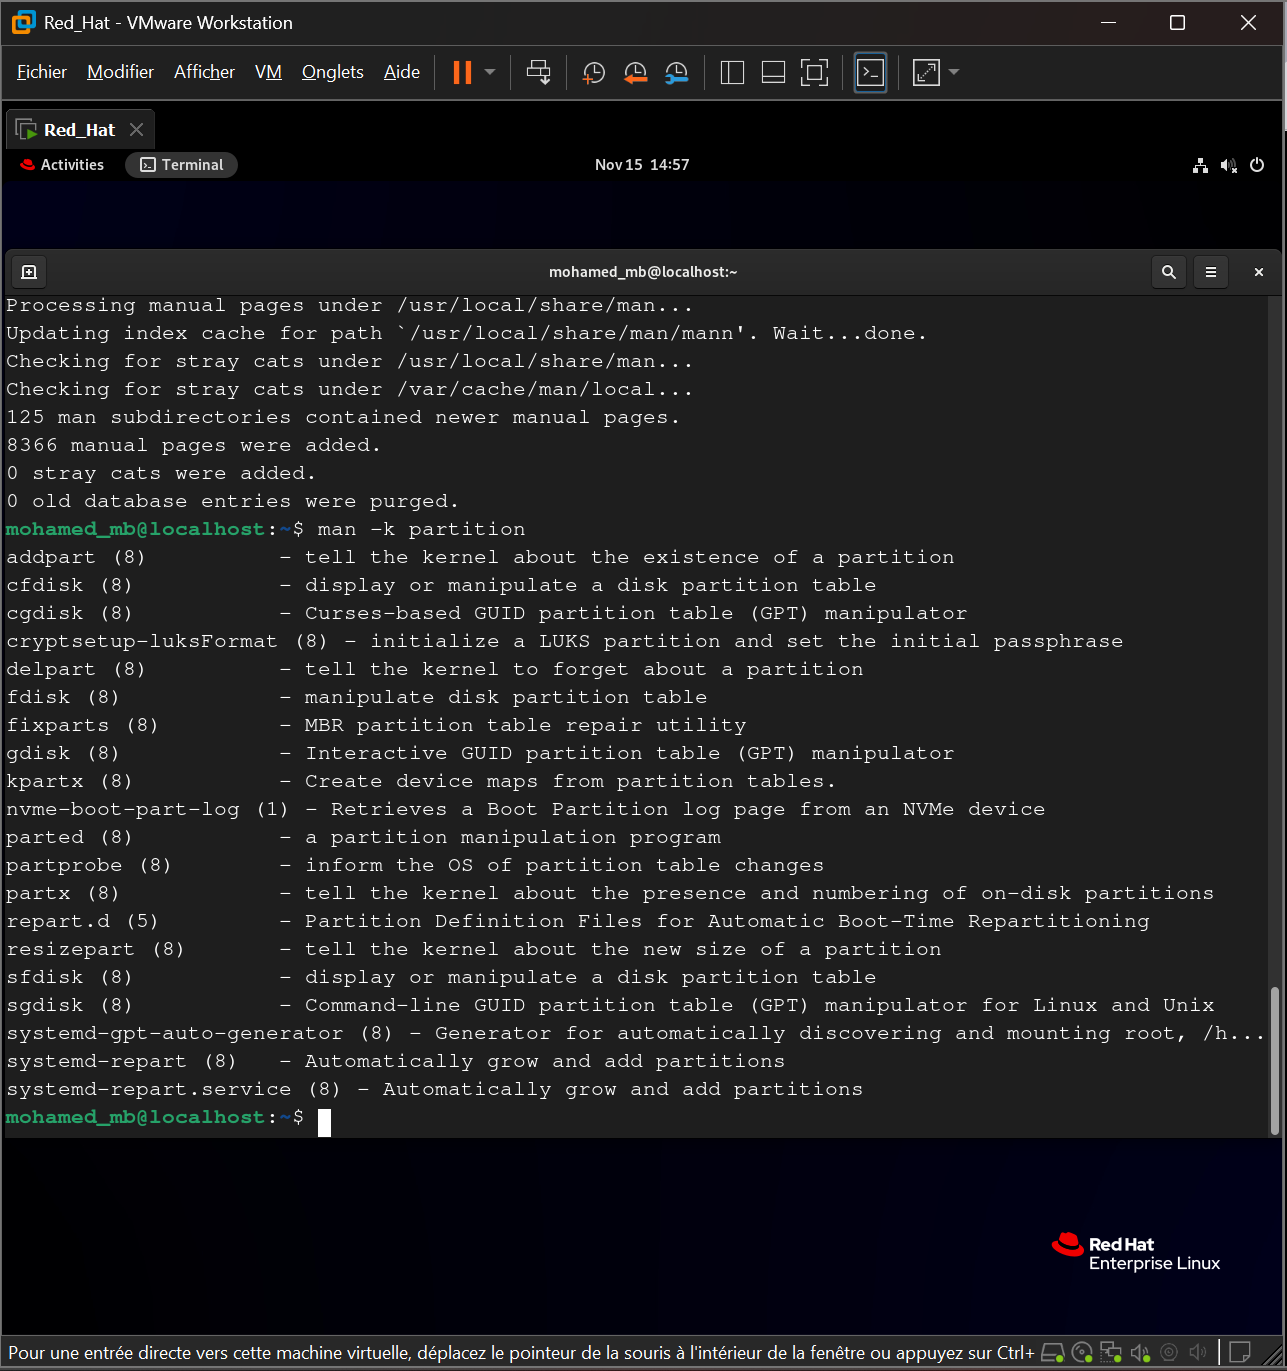 Red_Hat - VMware Workstation
Fichier Modifier Afficher VM Onglets Aide
Red_Hat
Activities Terminal Nov 15 14:57
mohamed_mb@localhost:~
Processing manual pages under /usr/local/share/man...
Updating index cache for path `/usr/local/share/man/mann'. Wait...done.
Checking for stray cats under /usr/local/share/man...
Checking for stray cats under /var/cache/man/local...
125 man subdirectories contained newer manual pages.
8366 manual pages were added.
0 stray cats were added.
0 old database entries were purged.
mohamed_mb@localhost:~$ man -k partition
addpart (8) - tell the kernel about the existence of a partition
cfdisk (8) - display or manipulate a disk partition table
cgdisk (8) - Curses-based GUID partition table (GPT) manipulator
cryptsetup-luksFormat (8) - initialize a LUKS partition and set the initial passphrase
delpart (8) - tell the kernel to forget about a partition
fdisk (8) - manipulate disk partition table
fixparts (8) - MBR partition table repair utility
gdisk (8) - Interactive GUID partition table (GPT) manipulator
kpartx (8) - Create device maps from partition tables.
nvme-boot-part-log (1) - Retrieves a Boot Partition log page from an NVMe device
parted (8) - a partition manipulation program
partprobe (8) - inform the OS of partition table changes
partx (8) - tell the kernel about the presence and numbering of on-disk partitions
repart.d (5) - Partition Definition Files for Automatic Boot-Time Repartitioning
resizepart (8) - tell the kernel about the new size of a partition
sfdisk (8) - display or manipulate a disk partition table
sgdisk (8) - Command-line GUID partition table (GPT) manipulator for Linux and Unix
systemd-gpt-auto-generator (8) - Generator for automatically discovering and mounting root, /h...
systemd-repart (8) - Automatically grow and add partitions
systemd-repart.service (8) - Automatically grow and add partitions
mohamed_mb@localhost:~$
Red Hat
Enterprise Linux
Pour une entrée directe vers cette machine virtuelle, déplacez le pointeur de la souris à l'intérieur de la fenêtre ou appuyez sur Ctrl+